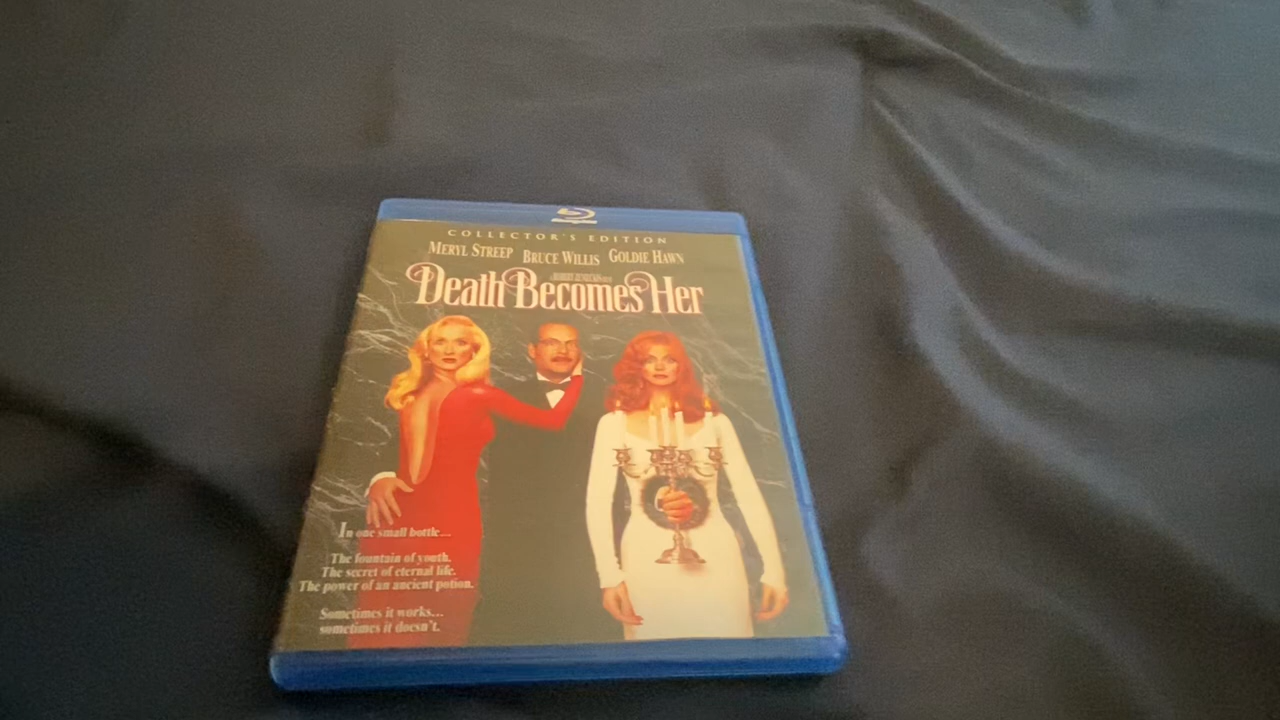 COLLECTOR'S EDITION
MERYL STREEP BRUCE WILLIS GOLDIE HAWN
Death Becomes Her
In one small bottle...
The fountain of youth.
The secret of eternal life.
The power of an ancient potion.
Sometimes it works...
sometimes it doesn't.